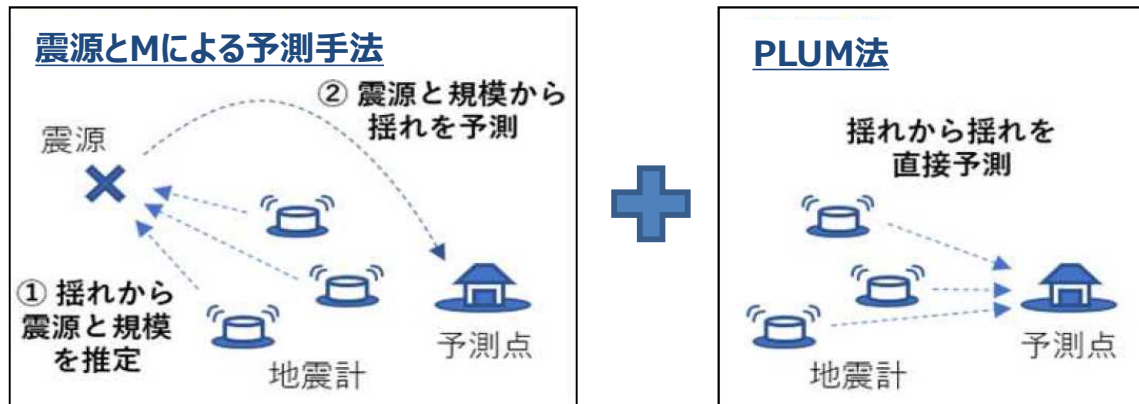 震源とMによる予測手法
② 震源と規模から
揺れを予測
震源
① 揺れから
震源と規模
を推定
地震計
予測点
PLUM法
揺れから揺れを
直接予測
地震計
予測点